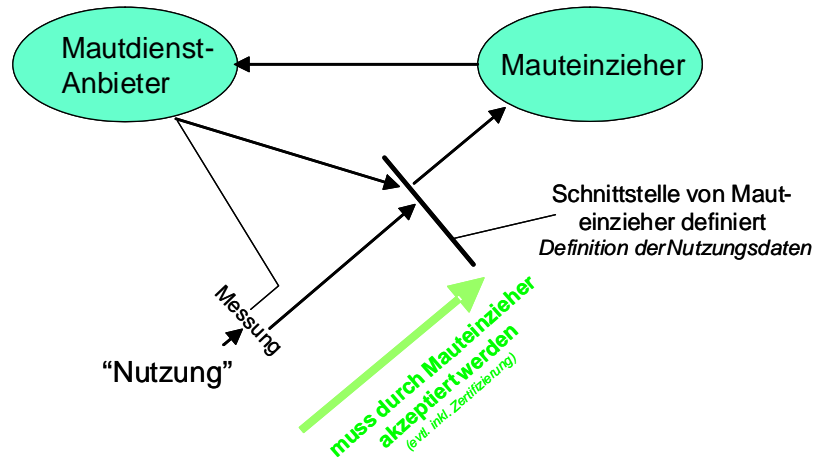 Mautdienst-
Anbieter
Mauteinzieher
Schnittstelle von Maut-
einzieher definiert
Definition der Nutzungsdaten
Messung
“Nutzung”
muss durch Mauteinzieher
akzeptiert werden
(evtl. inkl. Zertifizierung)